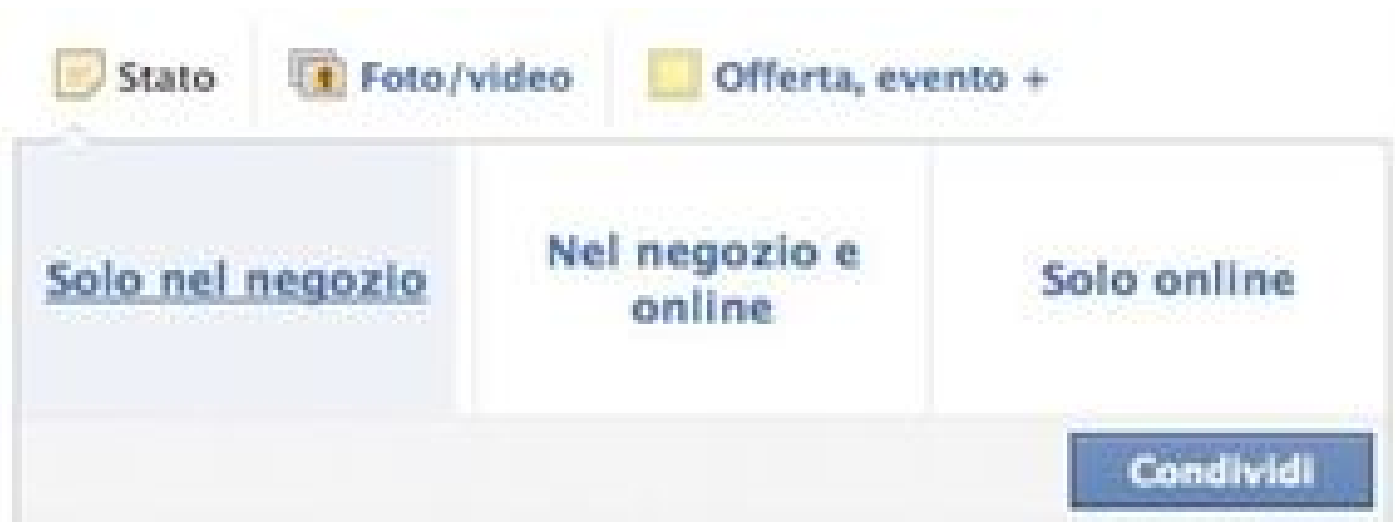 Stato Foto/video Offerta, evento +
Solo nel negozio
Nel negozio e
online
Solo online
Condividi